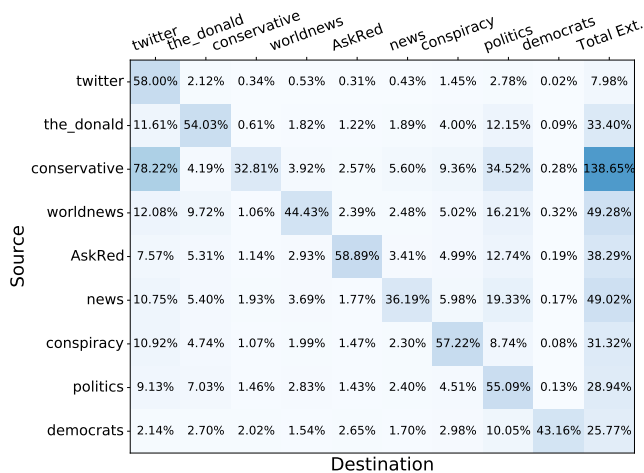 twitter the_donald conservative worldnews AskRed news conspiracy politics democrats Total Ext.
twitter 58.00% 2.12% 0.34% 0.53% 0.31% 0.43% 1.45% 2.78% 0.02% 7.98%
the_donald 11.61% 54.03% 0.61% 1.82% 1.22% 1.89% 4.00% 12.15% 0.09% 33.40%
conservative 78.22% 4.19% 32.81% 3.92% 2.57% 5.60% 9.36% 34.52% 0.28% 138.65%
worldnews 12.08% 9.72% 1.06% 44.43% 2.39% 2.48% 5.02% 16.21% 0.32% 49.28%
AskRed 7.57% 5.31% 1.14% 2.93% 58.89% 3.41% 4.99% 12.74% 0.19% 38.29%
news 10.75% 5.40% 1.93% 3.69% 1.77% 36.19% 5.98% 19.33% 0.17% 49.02%
conspiracy 10.92% 4.74% 1.07% 1.99% 1.47% 2.30% 57.22% 8.74% 0.08% 31.32%
politics 9.13% 7.03% 1.46% 2.83% 1.43% 2.40% 4.51% 55.09% 0.13% 28.94%
democrats 2.14% 2.70% 2.02% 1.54% 2.65% 1.70% 2.98% 10.05% 43.16% 25.77%
Source
Destination